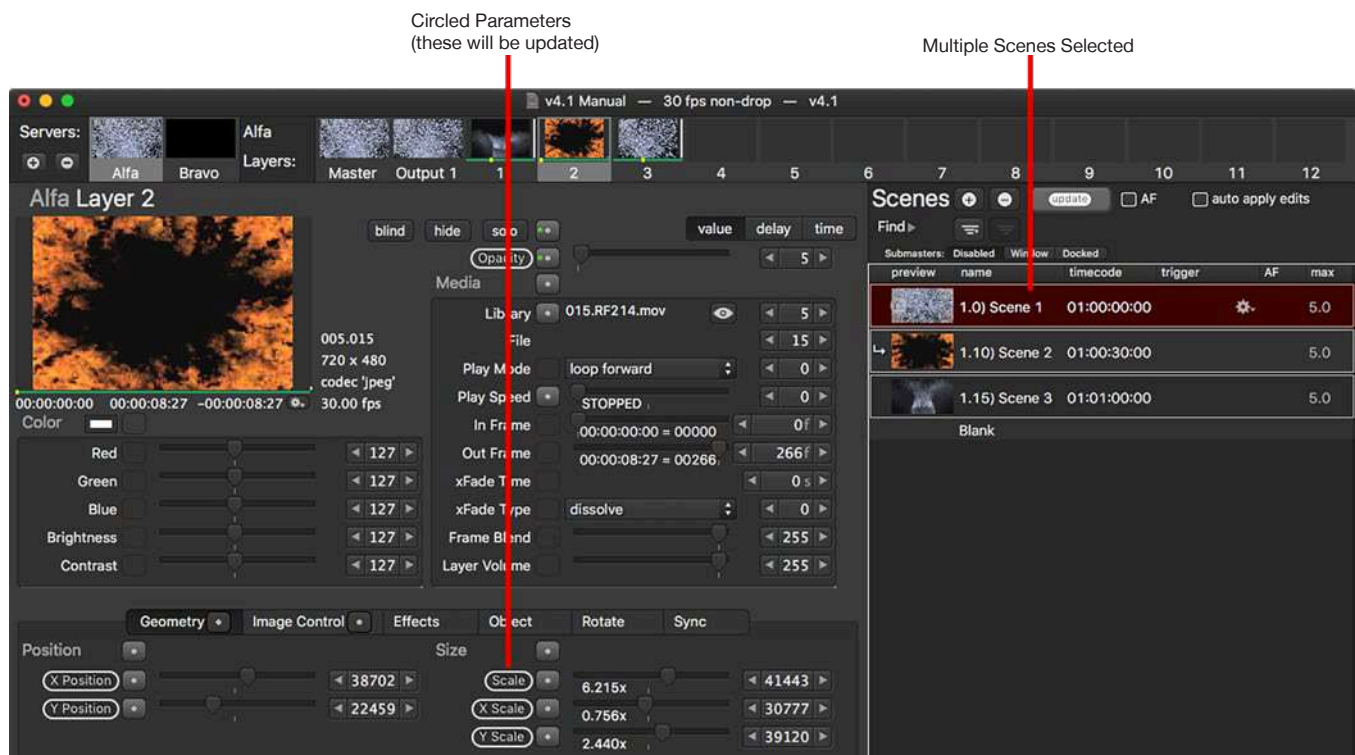 Circled Parameters
(these will be updated)
Multiple Scenes Selected
v4.1 Manual — 30 fps non-drop — v4.1
Servers:
Alfa
Layers:
Alfa Bravo Master Output 1 1 2 3 4 5 6 7 8 9 10 11 12
Alfa Layer 2
blind hide solo value delay time
Opacity 5
Media
Library 015.RF214.mov 5
File 15
Play Mode loop forward 0
Play Speed STOPPED 0
In Frame 00:00:00:00 = 00000 0f
Out Frame 00:00:08:27 = 00266 266f
xFade Time 0 s
xFade Type dissolve 0
Frame Blend 255
Layer Volume 255
005.015
720 x 480
codec 'jpeg'
30.00 fps
00:00:00:00 00:00:08:27 -00:00:08:27
Color
Red 127
Green 127
Blue 127
Brightness 127
Contrast 127
Geometry Image Control Effects Object Rotate Sync
Position
X Position 38702
Y Position 22459
Size
Scale 6.215x 41443
X Scale 0.756x 30777
Y Scale 2.440x 39120
Scenes update AF auto apply edits
Find
Submasters: Disabled Window Docked
preview name timecode trigger AF max
1.0) Scene 1 01:00:00:00 5.0
1.10) Scene 2 01:00:30:00 5.0
1.15) Scene 3 01:01:00:00 5.0
Blank